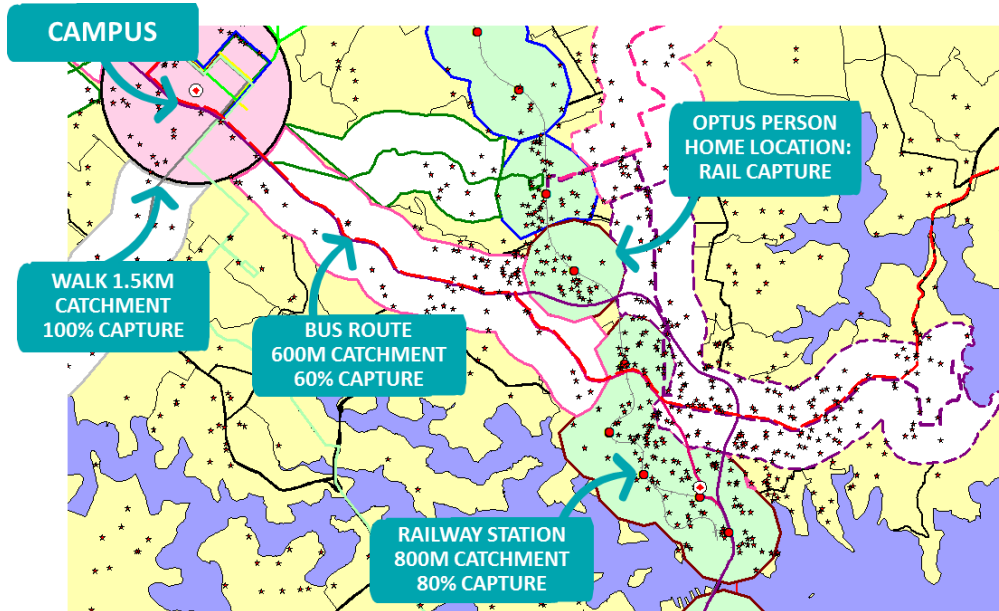 CAMPUS
OPTUS PERSON
HOME LOCATION:
RAIL CAPTURE
WALK 1.5KM
CATCHMENT
100% CAPTURE
BUS ROUTE
600M CATCHMENT
60% CAPTURE
RAILWAY STATION
800M CATCHMENT
80% CAPTURE